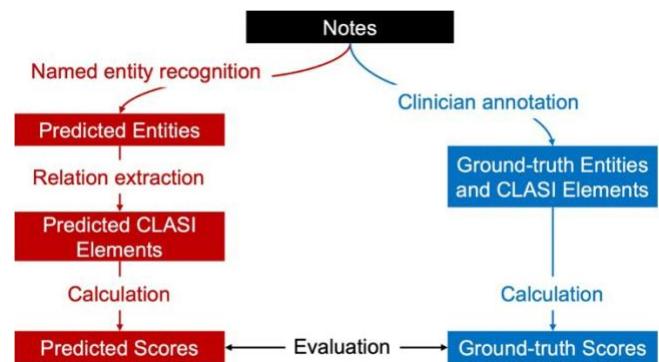 Notes
Named entity recognition
Clinician annotation
Predicted Entities
Ground-truth Entities
and CLASI Elements
Relation extraction
Predicted CLASI
Elements
Calculation
Calculation
Predicted Scores
Evaluation
Ground-truth Scores